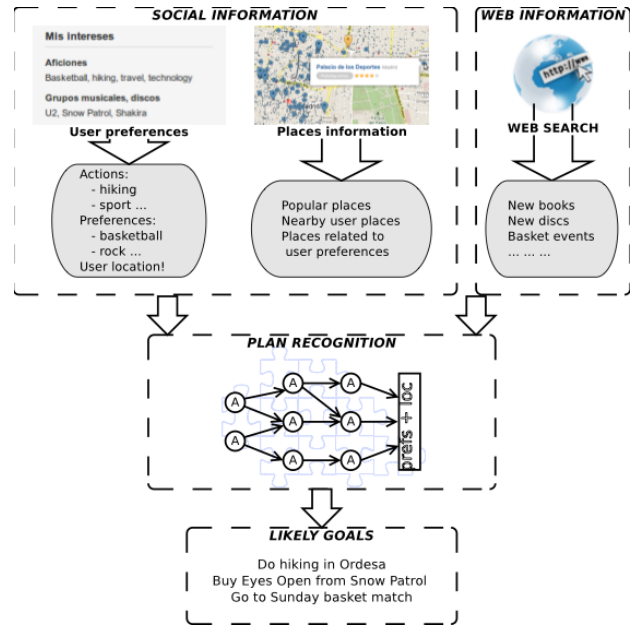 SOCIAL INFORMATION
Mis intereses
Aficiones
Basketball, hiking, travel, technology
Grupos musicales, discos
U2, Snow Patrol, Shakira
User preferences
Palacio de los Deportes
Places information
Actions:
- hiking
- sport ...
Preferences:
- basketball
- rock ...
User location!
Popular places
Nearby user places
Places related to
user preferences
WEB INFORMATION
http://www
WEB SEARCH
New books
New discs
Basket events
... ... ...
PLAN RECOGNITION
A
A
A
A
A
A
A
A
prefs + loc
LIKELY GOALS
Do hiking in Ordesa
Buy Eyes Open from Snow Patrol
Go to Sunday basket match